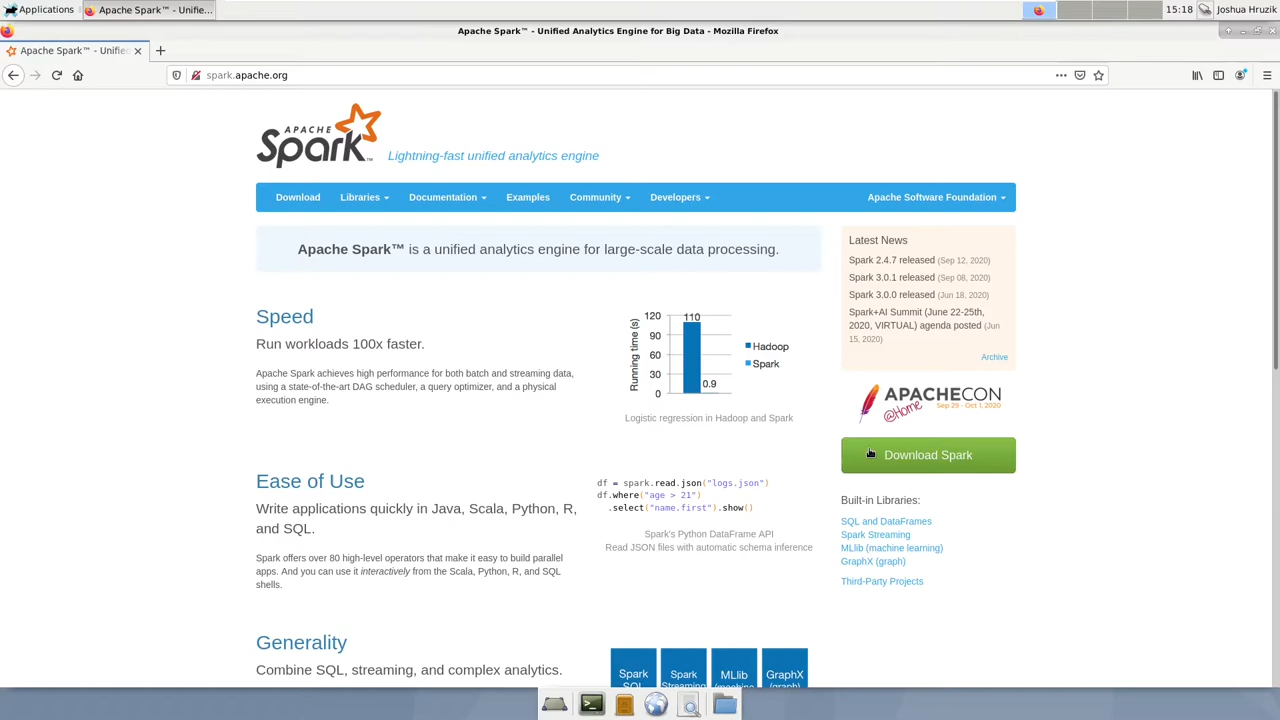 Applications
Apache Spark™ - Unifie...
15:18
Joshua Hruzik
Apache Spark™ - Unified Analytics Engine for Big Data - Mozilla Firefox
Apache Spark™ - Unified
spark.apache.org
APACHE
Spark™
Lightning-fast unified analytics engine
Download
Libraries
Documentation
Examples
Community
Developers
Apache Software Foundation
Apache Spark™ is a unified analytics engine for large-scale data processing.
Speed
Run workloads 100x faster.
Apache Spark achieves high performance for both batch and streaming data,
using a state-of-the-art DAG scheduler, a query optimizer, and a physical
execution engine.
Running time (s)
120
90
60
30
0
110
0.9
Hadoop
Spark
Logistic regression in Hadoop and Spark
Ease of Use
Write applications quickly in Java, Scala, Python, R,
and SQL.
Spark offers over 80 high-level operators that make it easy to build parallel
apps. And you can use it interactively from the Scala, Python, R, and SQL
shells.
df = spark.read.json("logs.json")
df.where("age > 21")
.select("name.first").show()
Spark's Python DataFrame API
Read JSON files with automatic schema inference
Generality
Combine SQL, streaming, and complex analytics.
Spark
SQL
Spark
Streaming
MLlib
(machine
GraphX
(graph)
Latest News
Spark 2.4.7 released (Sep 12, 2020)
Spark 3.0.1 released (Sep 08, 2020)
Spark 3.0.0 released (Jun 18, 2020)
Spark+AI Summit (June 22-25th,
2020, VIRTUAL) agenda posted (Jun
15, 2020)
Archive
APACHECON
@Home
Sep 29 - Oct 1, 2020
Download Spark
Built-in Libraries:
SQL and DataFrames
Spark Streaming
MLlib (machine learning)
GraphX (graph)
Third-Party Projects